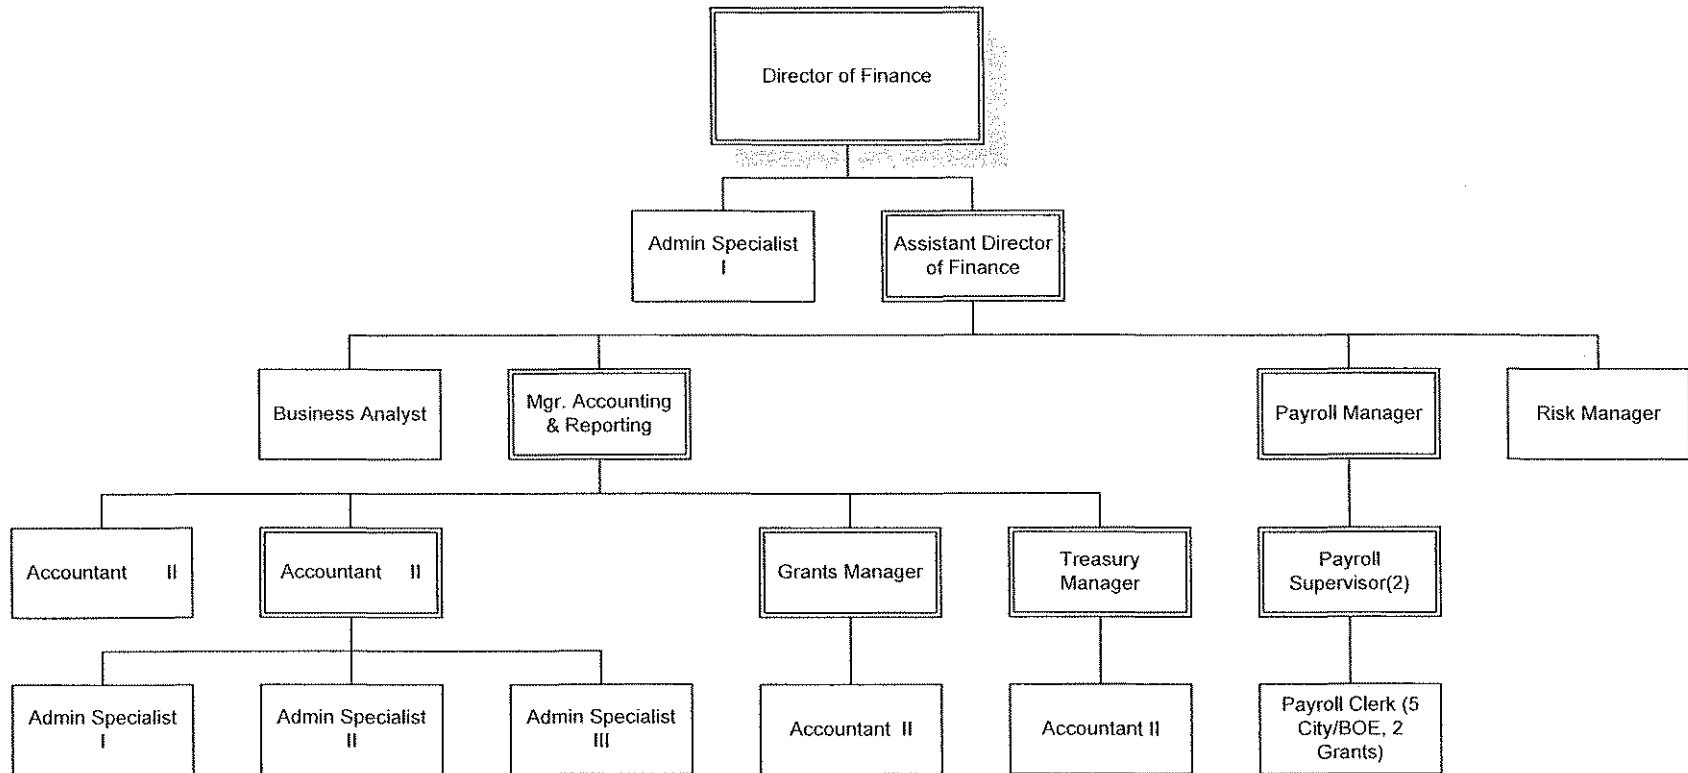 Director of Finance
Admin Specialist
I
Assistant Director
of Finance
Business Analyst
Mgr. Accounting
& Reporting
Payroll Manager
Risk Manager
Accountant II
Accountant II
Grants Manager
Treasury
Manager
Payroll
Supervisor(2)
Admin Specialist
I
Admin Specialist
II
Admin Specialist
III
Accountant II
Accountant II
Payroll Clerk (5
City/BOE, 2
Grants)